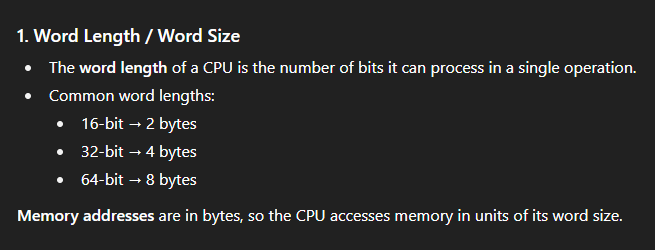 1. Word Length / Word Size
• The word length of a CPU is the number of bits it can process in a single operation.
• Common word lengths:
• 16-bit → 2 bytes
• 32-bit → 4 bytes
• 64-bit → 8 bytes
Memory addresses are in bytes, so the CPU accesses memory in units of its word size.